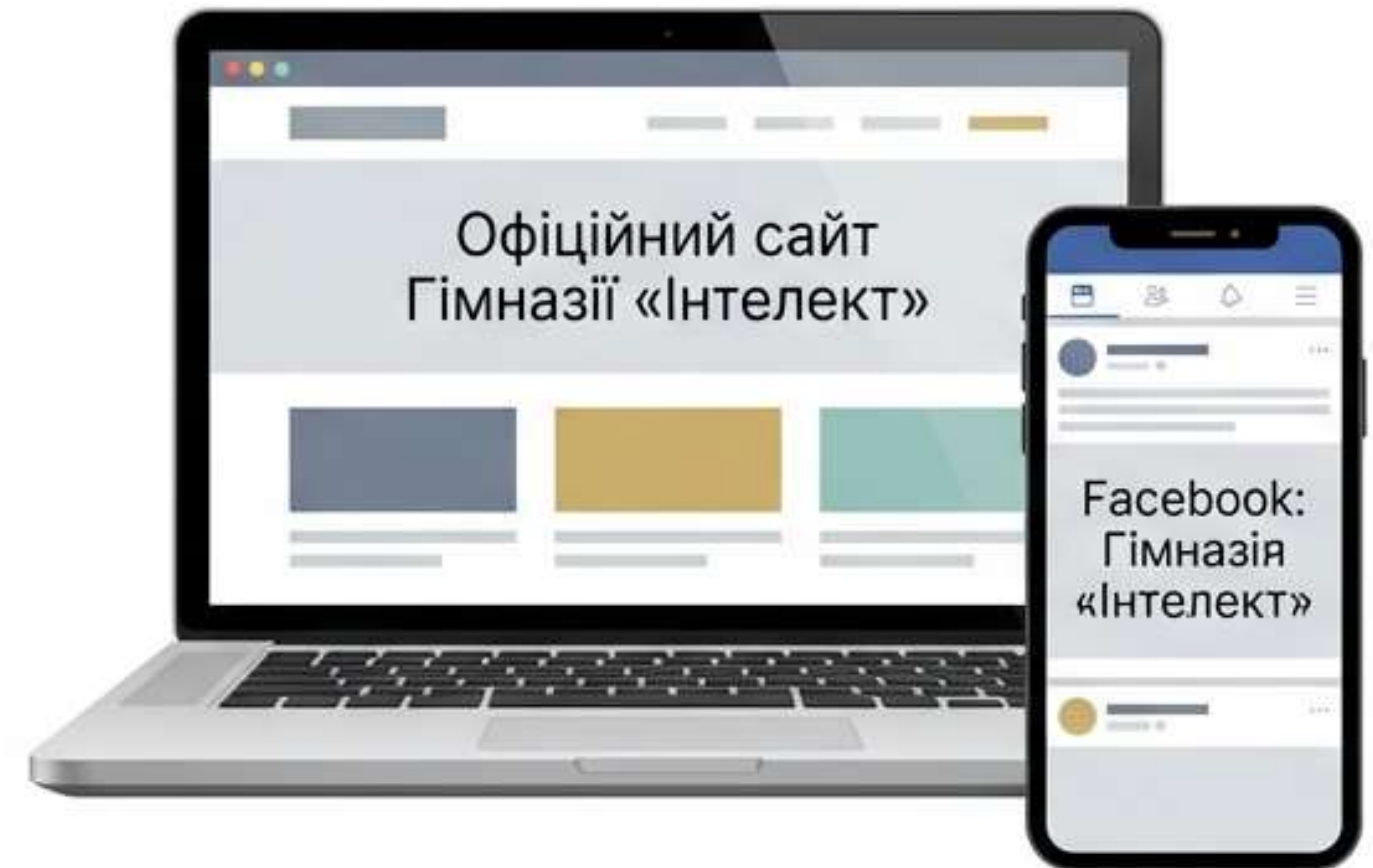 Офіційний сайт
Гімназії «Інтелект»
Facebook:
Гімназія
«Інтелект»